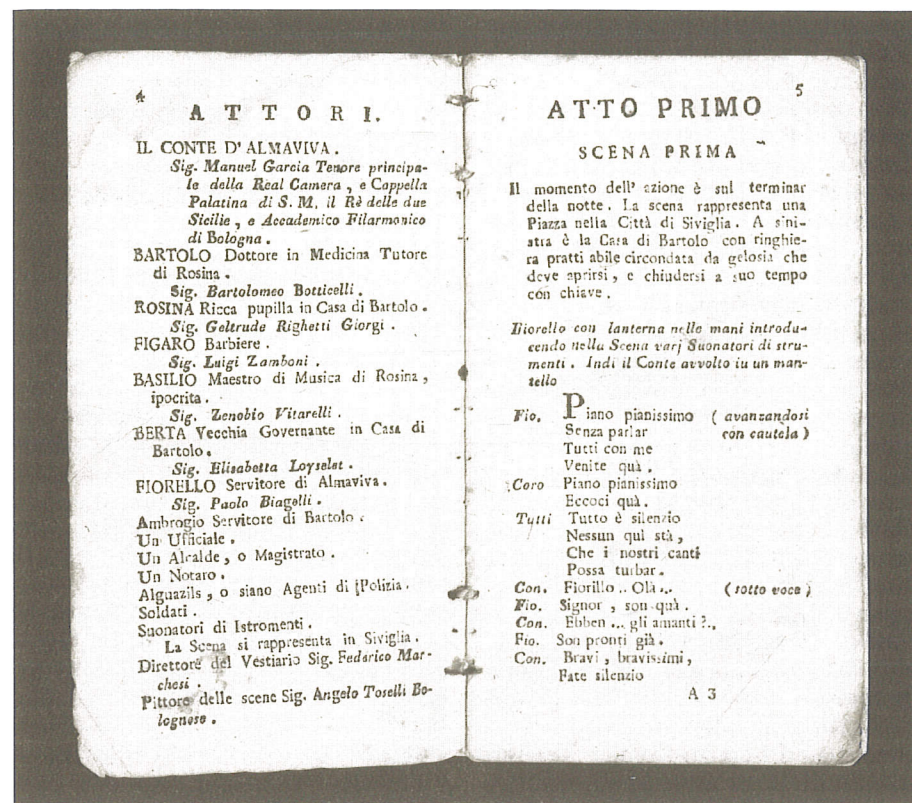 4
ATTORI.
IL CONTE D' ALMAVIVA.
Sig. Manuel Garcia Tenore principa-
le della Real Camera, e Coppella
Palatina di S. M. il Rè delle due
Sicilie, e Accademico Filarmonico
di Bologna.
BARTOLO Dottore in Medicina Tutore
di Rosina.
Sig. Bartolomeo Botticelli.
ROSINA Ricca pupilla in Casa di Bartolo.
Sig. Geltrude Righetti Giorgi.
FIGARO Barbiere.
Sig. Luigi Zamboni.
BASILIO Maestro di Musica di Rosina,
ipocrita.
Sig. Zenobio Vitarelli.
BERTA Vecchia Governante in Casa di
Bartolo.
Sig. Elisabetta Loyselet.
FIORELLO Servitore di Almaviva.
Sig. Paolo Biagelli.
Ambrogio Servitore di Bartolo.
Un Ufficiale.
Un Alcalde, o Magistrato.
Un Notaro.
Alguazils, o siano Agenti di Polizia.
Soldati.
Suonatori di Istromenti.
La Scena si rappresenta in Siviglia.
Direttore del Vestiario Sig. Federico Mar-
chesi.
Pittore delle scene Sig. Angelo Toselli Bo-
lognese.
5
ATTO PRIMO
SCENA PRIMA
Il momento dell' azione è sul terminar
della notte. La scena rappresenta una
Piazza nella Città di Siviglia. A sini-
stra è la Casa di Bartolo con ringhie-
ra pratti abile circondata da gelosia che
deve aprirsi, e chiudersi a suo tempo
con chiave.
Fiorello con lanterna nelle mani introdu-
cendo nella Scena varj Suonatori di stru-
menti. Indi il Conte avvolto iu un man-
tello
Fio. Piano pianissimo (avanzandosi
Senza parlar con cautela)
Tutti con me
Venite quà.
Coro Piano pianissimo
Eccoci quà.
Tutti Tutto è silenzio
Nessun quì stà,
Che i nostri canti
Possa turbar.
Con. Fiorillo .. Olà... (sotto voce)
Fio. Signor, son quà.
Con. Ebben ... gli amanti ?..
Fio. Son pronti già.
Con. Bravi, bravissimi,
Fate silenzio
A 3